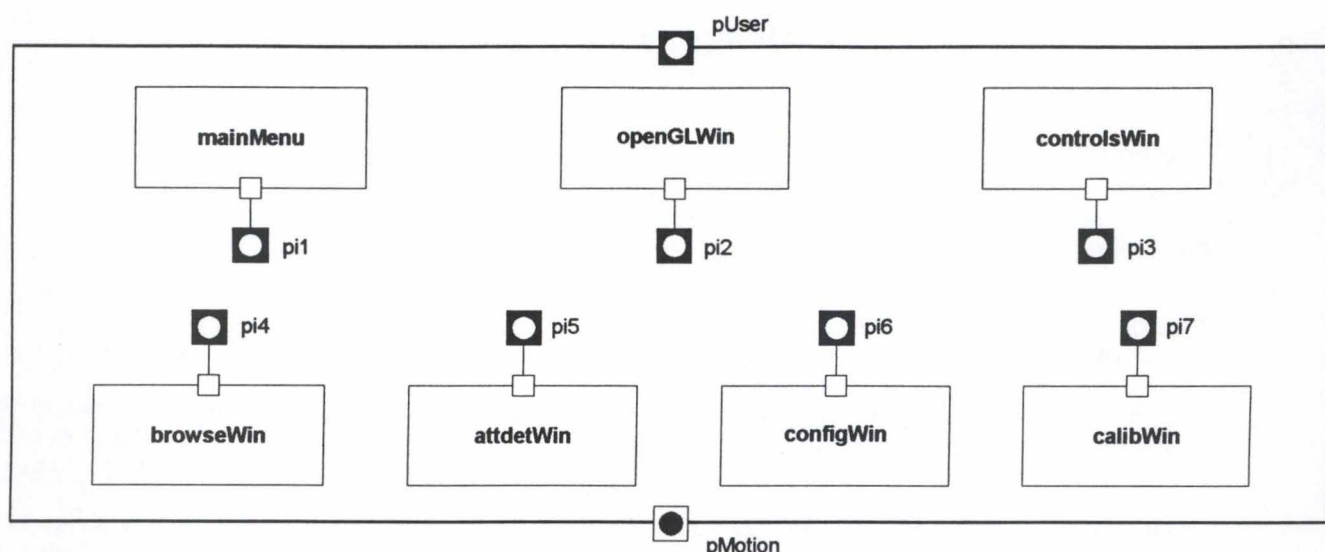 pUser
mainMenu
openGLWin
controlsWin
pi1
pi2
pi3
pi4
pi5
pi6
pi7
browseWin
attdetWin
configWin
calibWin
pMotion